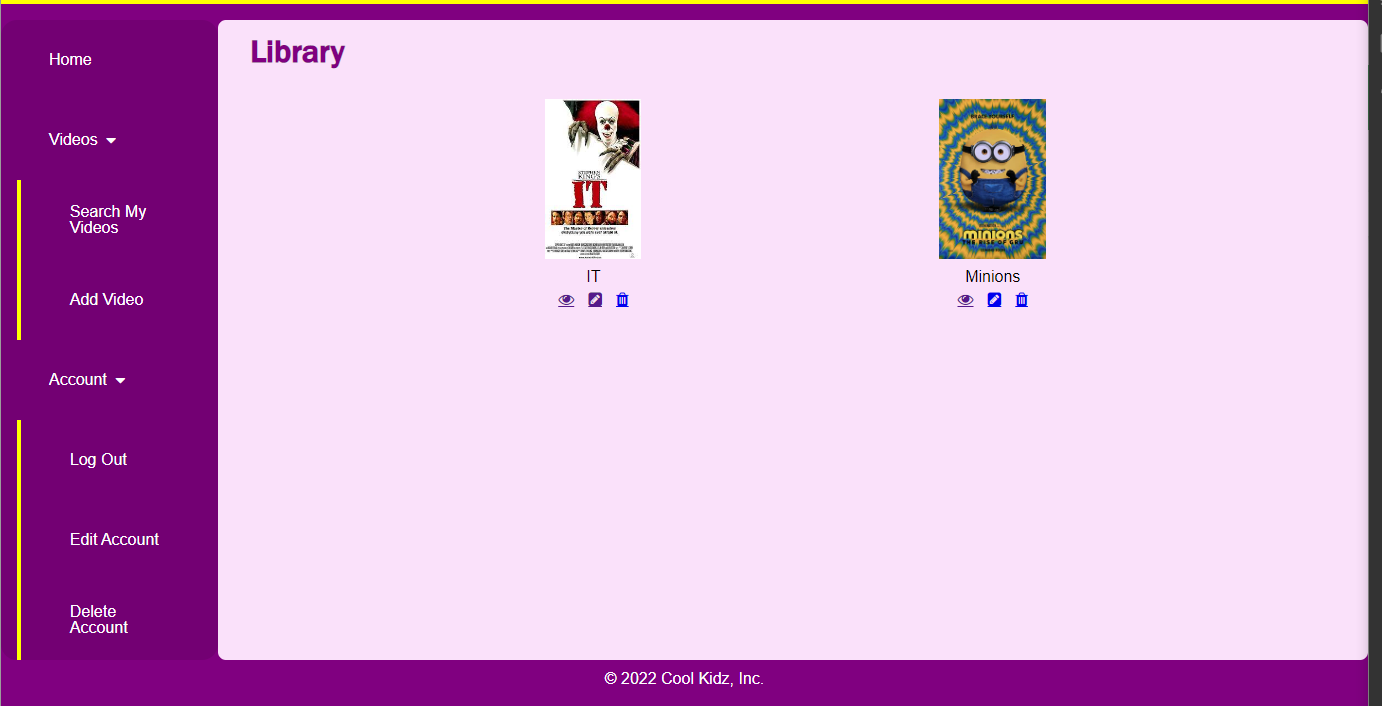 Home
Videos
Search My
Videos
Add Video
Account
Log Out
Edit Account
Delete
Account
Library
STEPHEN
KING'S
IT
IT
minions
THE RISE OF GRU
Minions
© 2022 Cool Kidz, Inc.